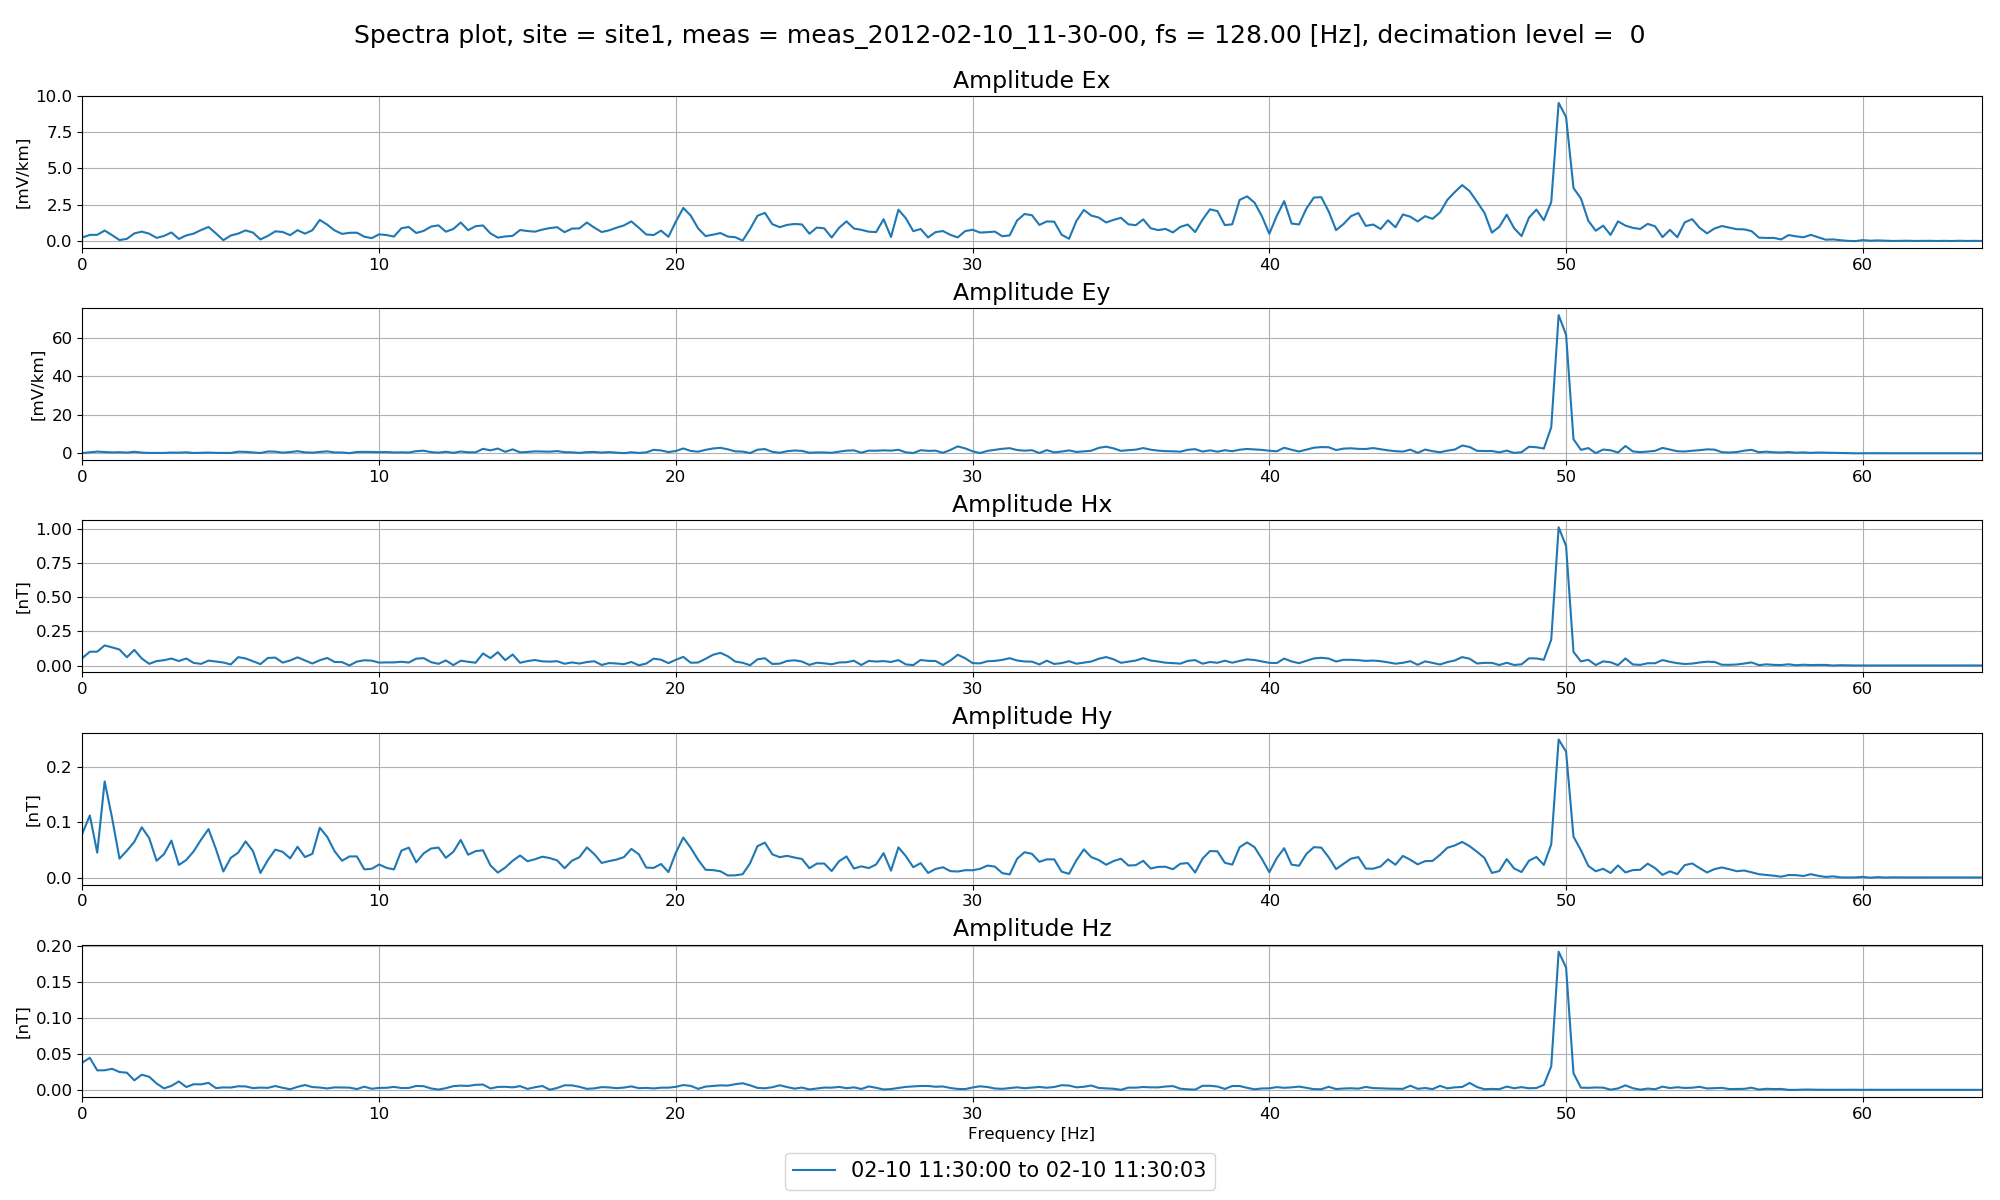 Spectra plot, site = site1, meas = meas_2012-02-10_11-30-00, fs = 128.00 [Hz], decimation level =  0
Amplitude Ex
10.0
7.5
5.0
2.5
0.0
[mV/km]
0 10 20 30 40 50 60
Amplitude Ey
60
40
20
0
[mV/km]
0 10 20 30 40 50 60
Amplitude Hx
1.00
0.75
0.50
0.25
0.00
[nT]
0 10 20 30 40 50 60
Amplitude Hy
0.2
0.1
0.0
[nT]
0 10 20 30 40 50 60
Amplitude Hz
0.20
0.15
0.10
0.05
0.00
[nT]
0 10 20 30 40 50 60
Frequency [Hz]
02-10 11:30:00 to 02-10 11:30:03